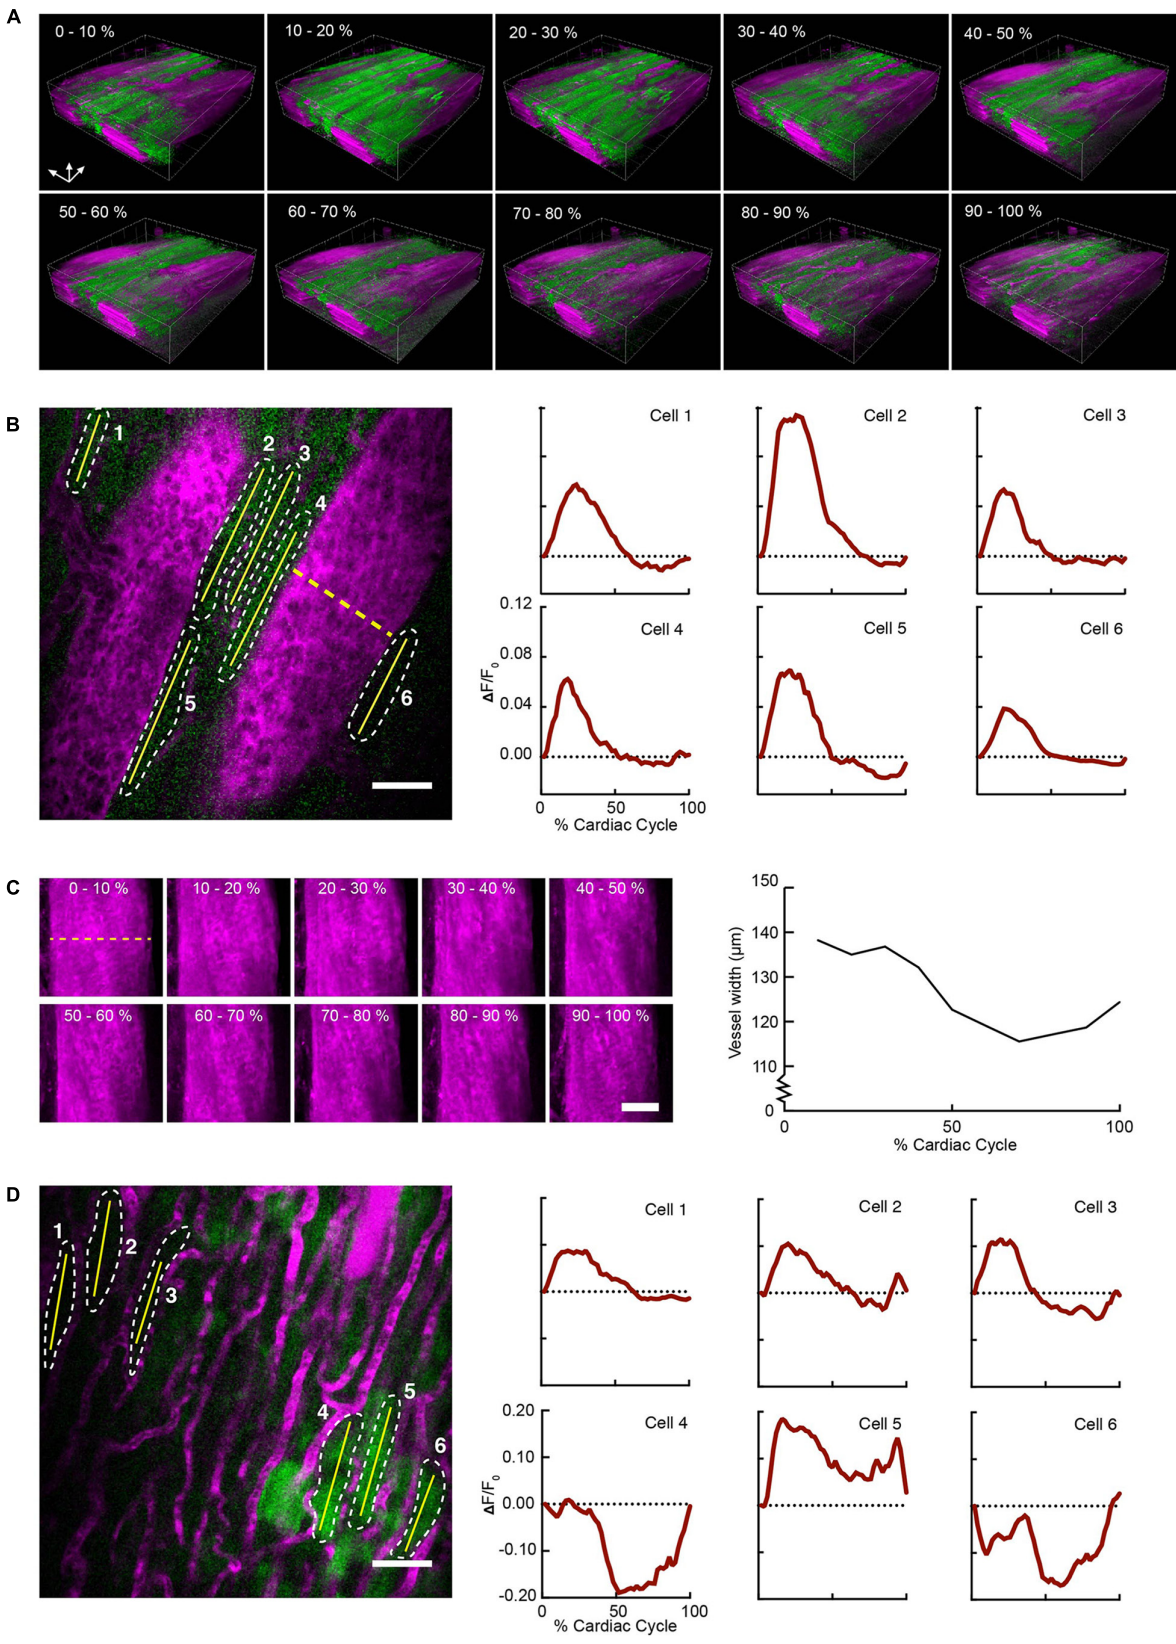 A
0 - 10 %
10 - 20 %
20 - 30 %
30 - 40 %
40 - 50 %
50 - 60 %
60 - 70 %
70 - 80 %
80 - 90 %
90 - 100 %
B
1
2
3
4
5
6
Cell 1
Cell 2
Cell 3
0.12
0.08
0.04
0.00
ΔF/F0
Cell 4
0
50
100
% Cardiac Cycle
Cell 5
Cell 6
C
0 - 10 %
10 - 20 %
20 - 30 %
30 - 40 %
40 - 50 %
50 - 60 %
60 - 70 %
70 - 80 %
80 - 90 %
90 - 100 %
150
140
130
120
110
0
Vessel width (µm)
0
50
100
% Cardiac Cycle
D
1
2
3
4
5
6
Cell 1
Cell 2
Cell 3
0.20
0.10
0.00
-0.10
-0.20
ΔF/F0
Cell 4
0
50
100
% Cardiac Cycle
Cell 5
Cell 6